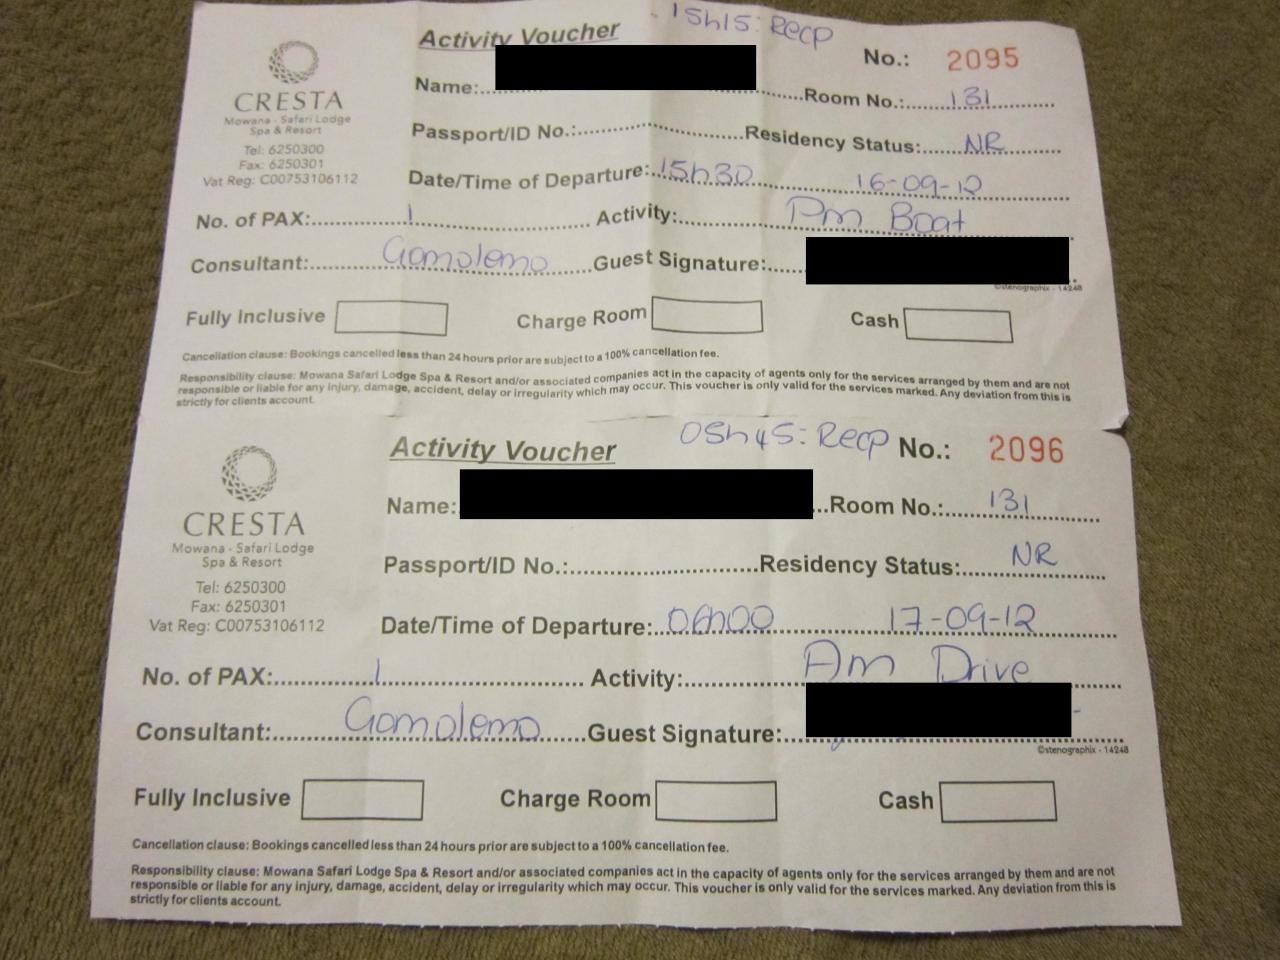 Activity Voucher 15h15: Recp No.: 2095
CRESTA
Mowana - Safari Lodge
Spa & Resort
Tel: 6250300
Fax: 6250301
Vat Reg: C00753106112
Name: Room No.: 131
Passport/ID No.: Residency Status: NR
Date/Time of Departure: 15h30 16-09-12
No. of PAX: 1 Activity: Pm Boat
Consultant: Gomolemo Guest Signature:
©stenographix - 14248
Fully Inclusive Charge Room Cash
Cancellation clause: Bookings cancelled less than 24 hours prior are subject to a 100% cancellation fee.
Responsibility clause: Mowana Safari Lodge Spa & Resort and/or associated companies act in the capacity of agents only for the services arranged by them and are not
responsible or liable for any injury, damage, accident, delay or irregularity which may occur. This voucher is only valid for the services marked. Any deviation from this is
strictly for clients account.
Activity Voucher 05h45: Recp No.: 2096
CRESTA
Mowana - Safari Lodge
Spa & Resort
Tel: 6250300
Fax: 6250301
Vat Reg: C00753106112
Name: Room No.: 131
Passport/ID No.: Residency Status: NR
Date/Time of Departure: 06h00 17-09-12
No. of PAX: 1 Activity: Am Drive
Consultant: Gomolemo Guest Signature:
©stenographix - 14248
Fully Inclusive Charge Room Cash
Cancellation clause: Bookings cancelled less than 24 hours prior are subject to a 100% cancellation fee.
Responsibility clause: Mowana Safari Lodge Spa & Resort and/or associated companies act in the capacity of agents only for the services arranged by them and are not
responsible or liable for any injury, damage, accident, delay or irregularity which may occur. This voucher is only valid for the services marked. Any deviation from this is
strictly for clients account.